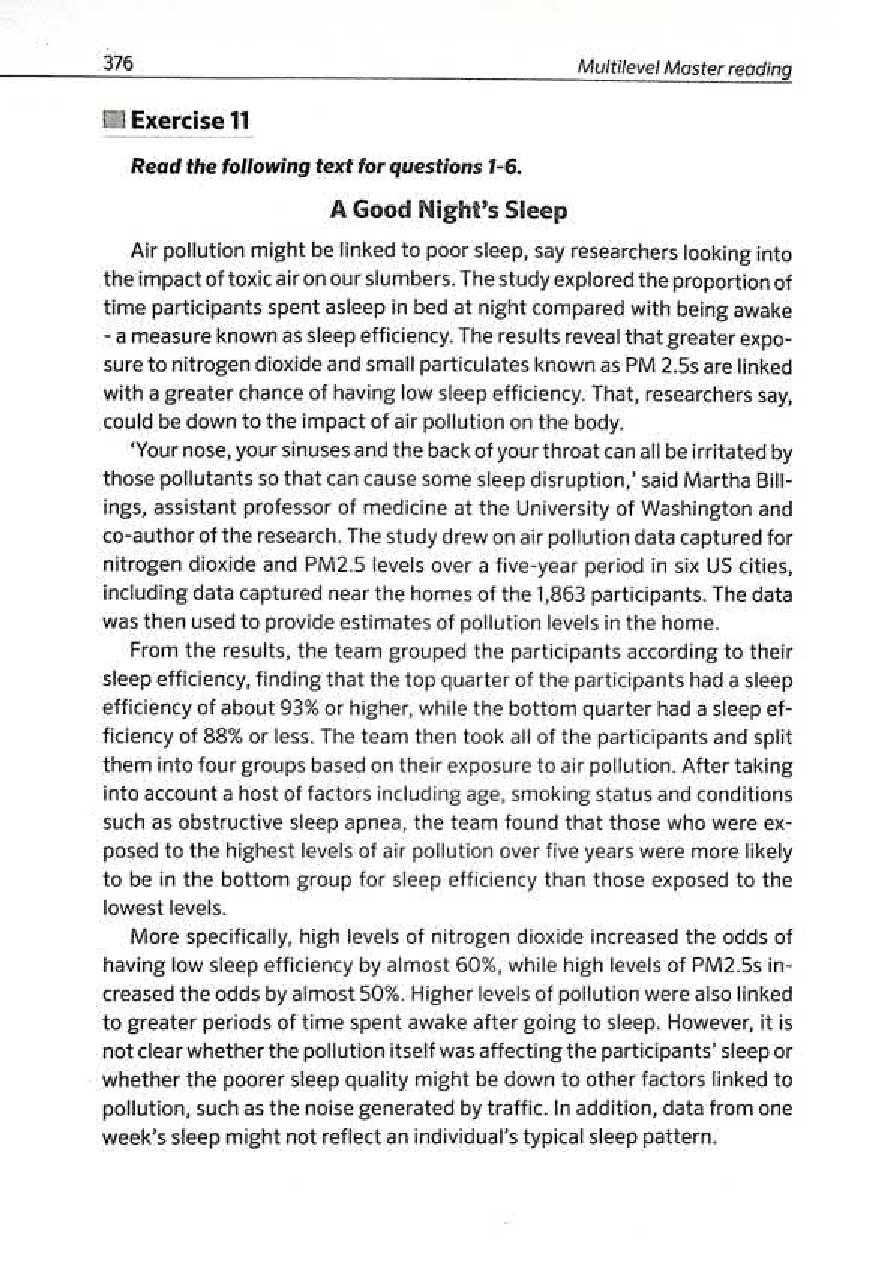 376
Multilevel Master reading
Exercise 11
Read the following text for questions 1-6.
A Good Night's Sleep
Air pollution might be linked to poor sleep, say researchers looking into
the impact of toxic air on our slumbers. The study explored the proportion of
time participants spent asleep in bed at night compared with being awake
- a measure known as sleep efficiency. The results reveal that greater expo-
sure to nitrogen dioxide and small particulates known as PM 2.5s are linked
with a greater chance of having low sleep efficiency. That, researchers say,
could be down to the impact of air pollution on the body.
'Your nose, your sinuses and the back of your throat can all be irritated by
those pollutants so that can cause some sleep disruption,' said Martha Bill-
ings, assistant professor of medicine at the University of Washington and
co-author of the research. The study drew on air pollution data captured for
nitrogen dioxide and PM2.5 levels over a five-year period in six US cities,
including data captured near the homes of the 1,863 participants. The data
was then used to provide estimates of pollution levels in the home.
From the results, the team grouped the participants according to their
sleep efficiency, finding that the top quarter of the participants had a sleep
efficiency of about 93% or higher, while the bottom quarter had a sleep ef-
ficiency of 88% or less. The team then took all of the participants and split
them into four groups based on their exposure to air pollution. After taking
into account a host of factors including age, smoking status and conditions
such as obstructive sleep apnea, the team found that those who were ex-
posed to the highest levels of air pollution over five years were more likely
to be in the bottom group for sleep efficiency than those exposed to the
lowest levels.
More specifically, high levels of nitrogen dioxide increased the odds of
having low sleep efficiency by almost 60%, while high levels of PM2.5s in-
creased the odds by almost 50%. Higher levels of pollution were also linked
to greater periods of time spent awake after going to sleep. However, it is
not clear whether the pollution itself was affecting the participants' sleep or
whether the poorer sleep quality might be down to other factors linked to
pollution, such as the noise generated by traffic. In addition, data from one
week's sleep might not reflect an individual's typical sleep pattern.